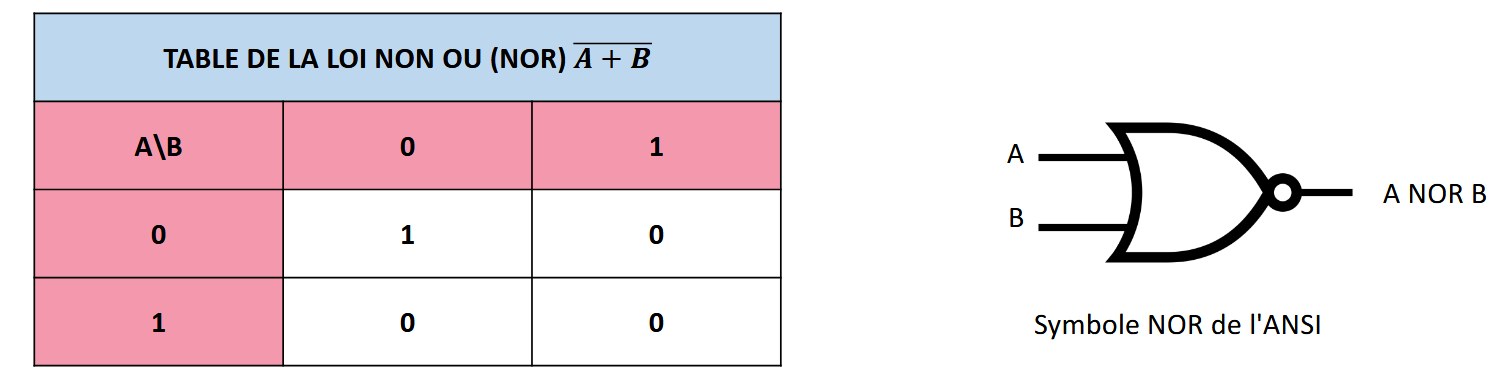 TABLE DE LA LOI NON OU (NOR) $\overline{A + B}$
A\B 0 1
0 1 0
1 0 0
A
B
A NOR B
Symbole NOR de l'ANSI